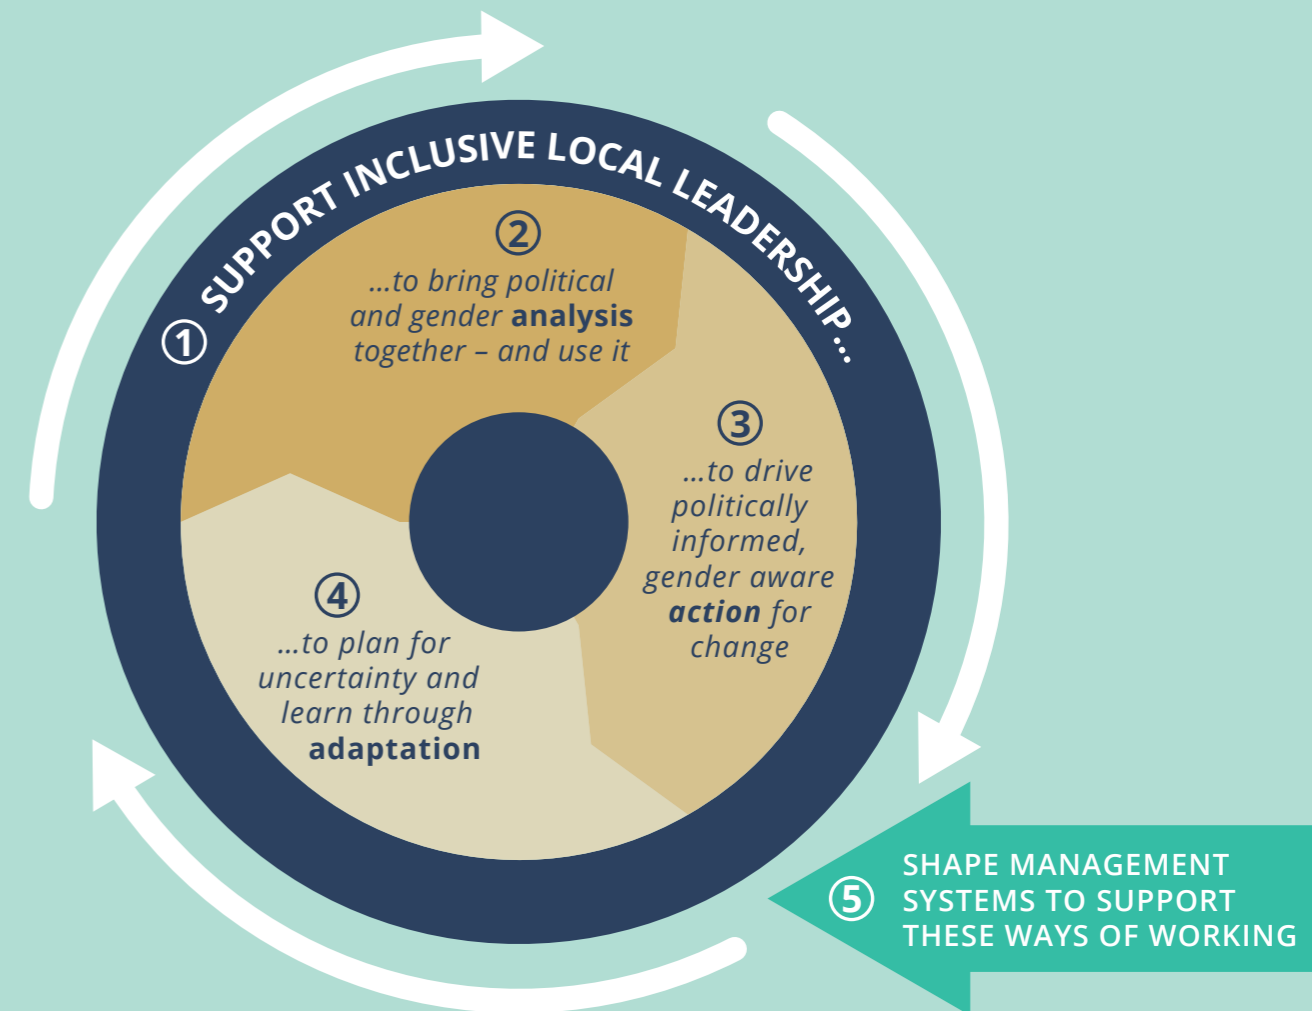 ① SUPPORT INCLUSIVE LOCAL LEADERSHIP...
②
...to bring political
and gender analysis
together – and use it
③
...to drive
politically
informed,
gender aware
action for
change
④
...to plan for
uncertainty and
learn through
adaptation
⑤
SHAPE MANAGEMENT
SYSTEMS TO SUPPORT
THESE WAYS OF WORKING